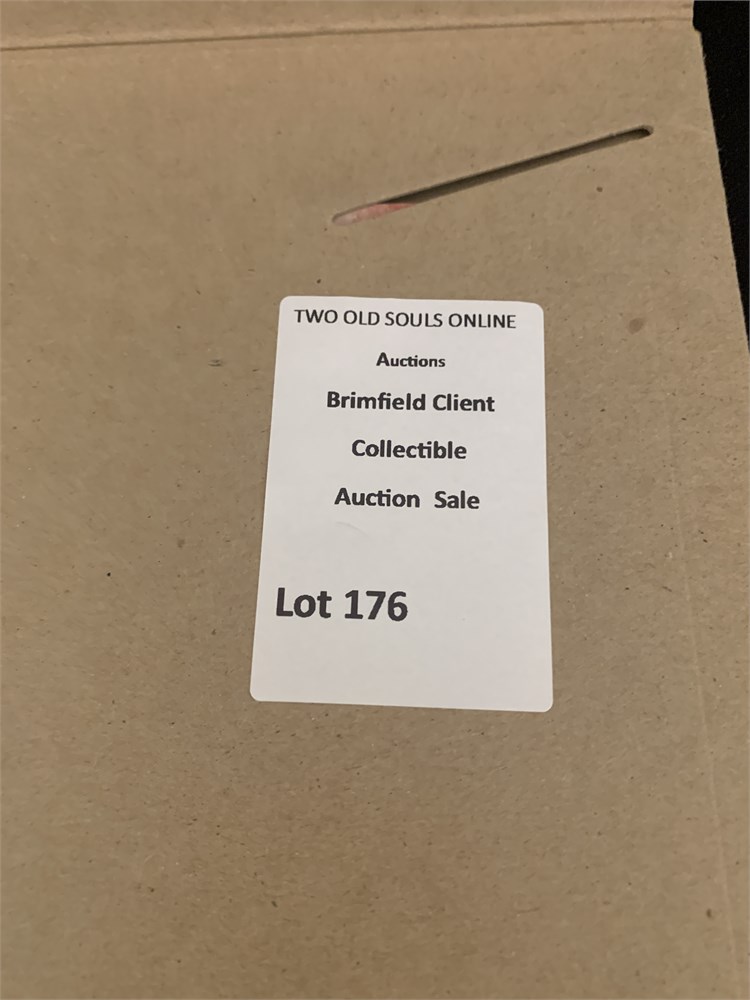 TWO OLD SOULS ONLINE
Auctions
Brimfield Client
Collectible
Auction  Sale
Lot 176